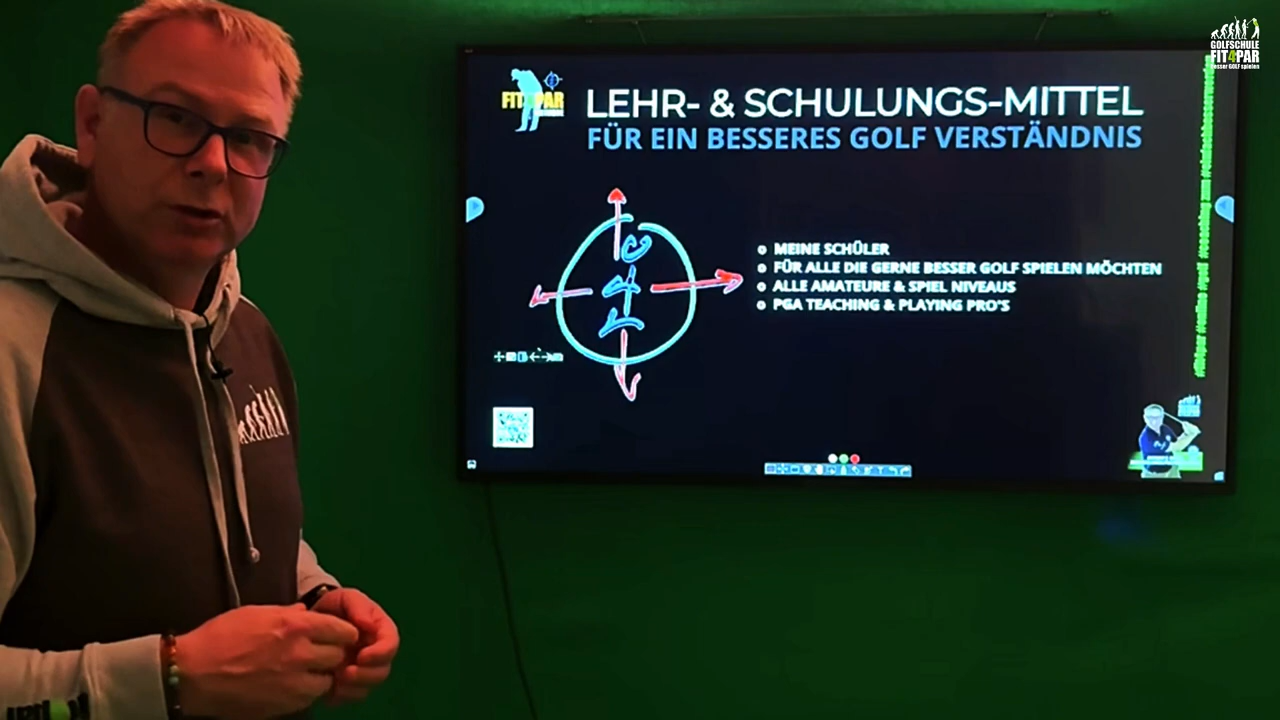 GOLFSCHULE
FIT4PAR
besser GOLF spielen
FIT4PAR
LEHR- & SCHULUNGS-MITTEL
FÜR EIN BESSERES GOLF VERSTÄNDNIS
MEINE SCHÜLER
FÜR ALLE DIE GERNE BESSER GOLF SPIELEN MÖCHTEN
ALLE AMATEURE & SPIEL NIVEAUS
PGA TEACHING & PLAYING PRO'S